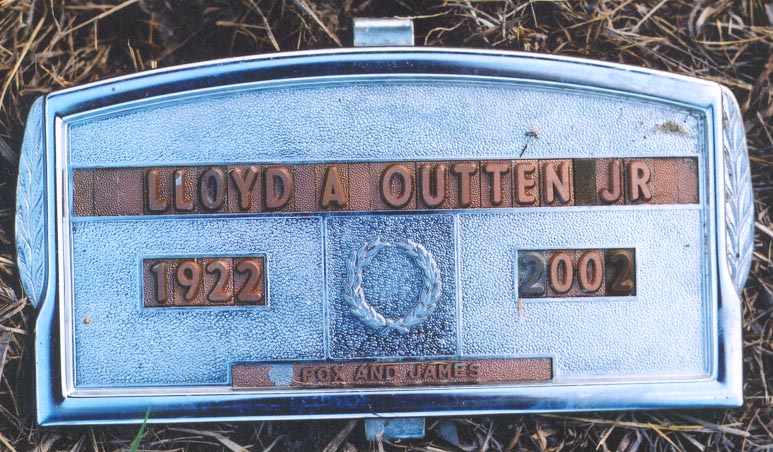 LLOYD A OUTTEN JR
1922 2002
FOX AND JAMES